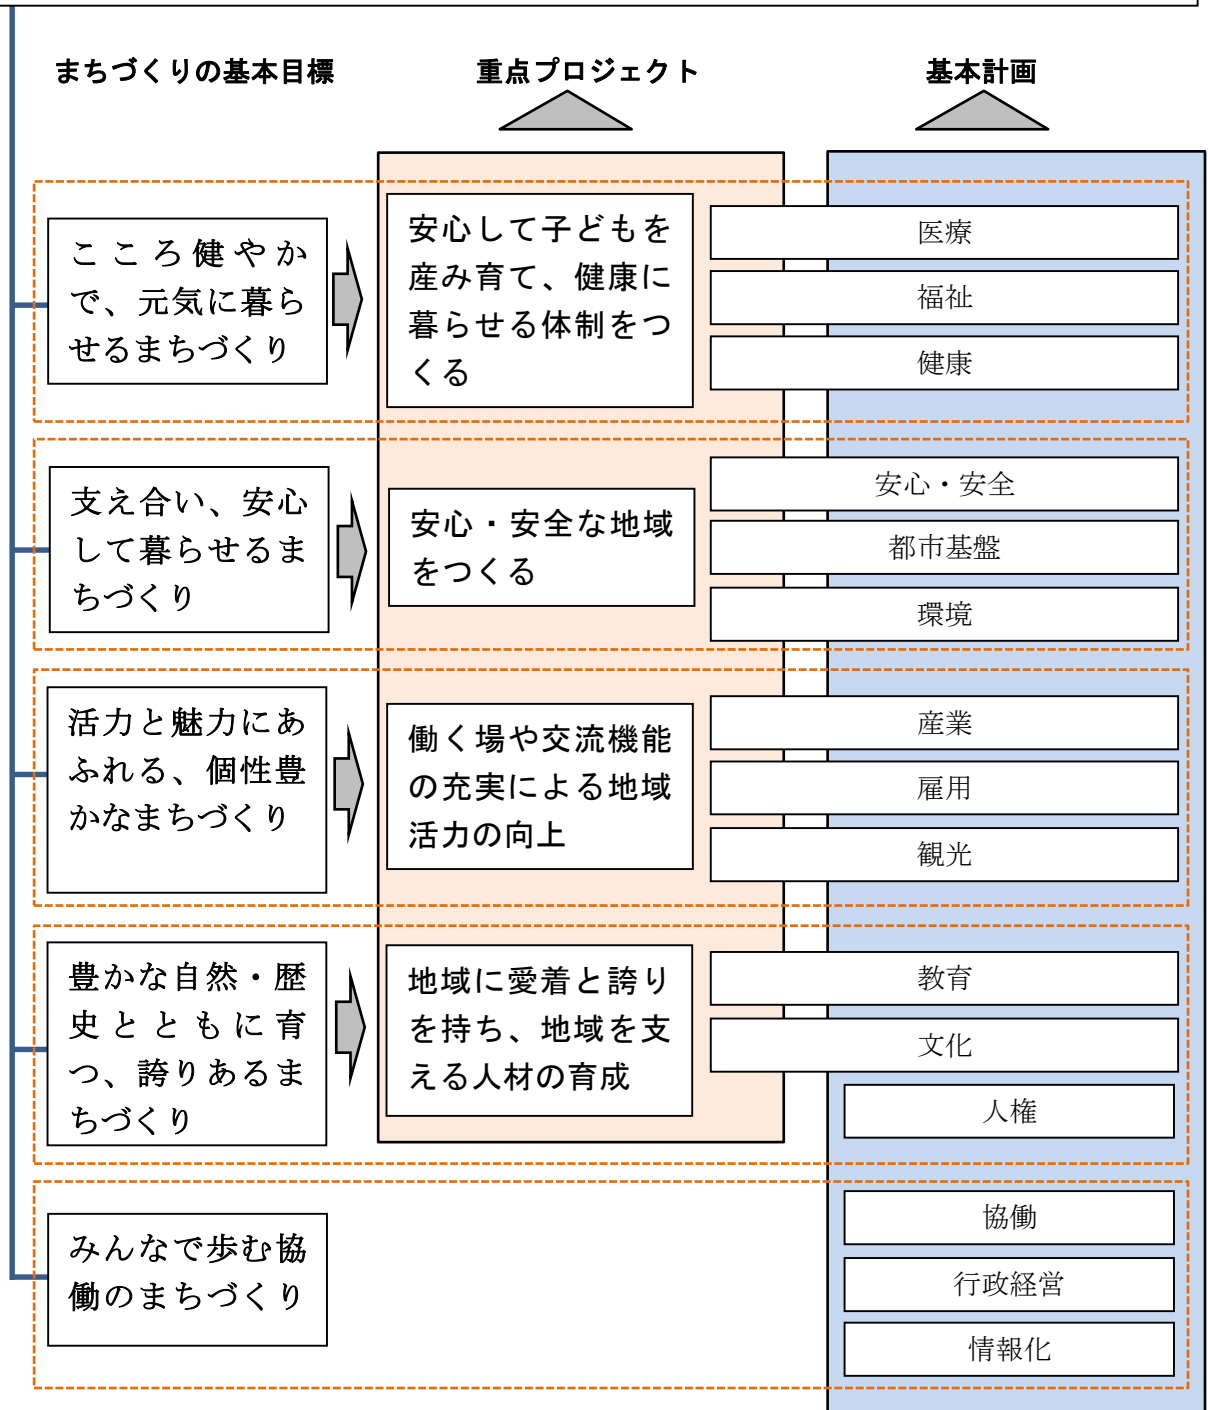 まちづくりの基本目標
重点プロジェクト
基本計画
こころ健やか
で、元気に暮ら
せるまちづくり
安心して子どもを
産み育て、健康に
暮らせる体制をつ
くる
医療
福祉
健康
支え合い、安心
して暮らせるま
ちづくり
安心・安全な地域
をつくる
安心・安全
都市基盤
環境
活力と魅力にあ
ふれる、個性豊
かなまちづくり
働く場や交流機能
の充実による地域
活力の向上
産業
雇用
観光
豊かな自然・歴
史とともに育
つ、誇りあるま
ちづくり
地域に愛着と誇り
を持ち、地域を支
える人材の育成
教育
文化
人権
みんなで歩む協
働のまちづくり
協働
行政経営
情報化